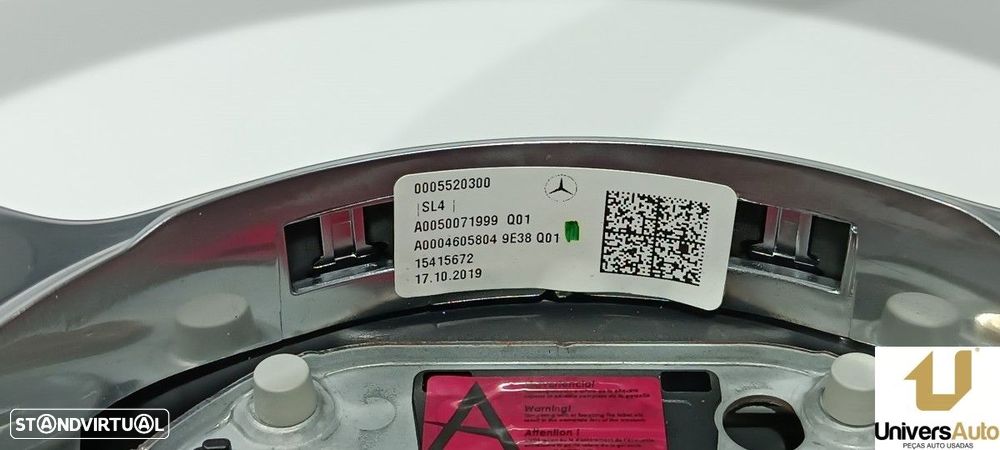 0005520300
|SL4|
A0050071999 Q01
A0004605804 9E38 Q01
15415672
17.10.2019
Warning!
Attention!
STANDVIRTUAL
UniversAuto
PEÇAS AUTO USADAS